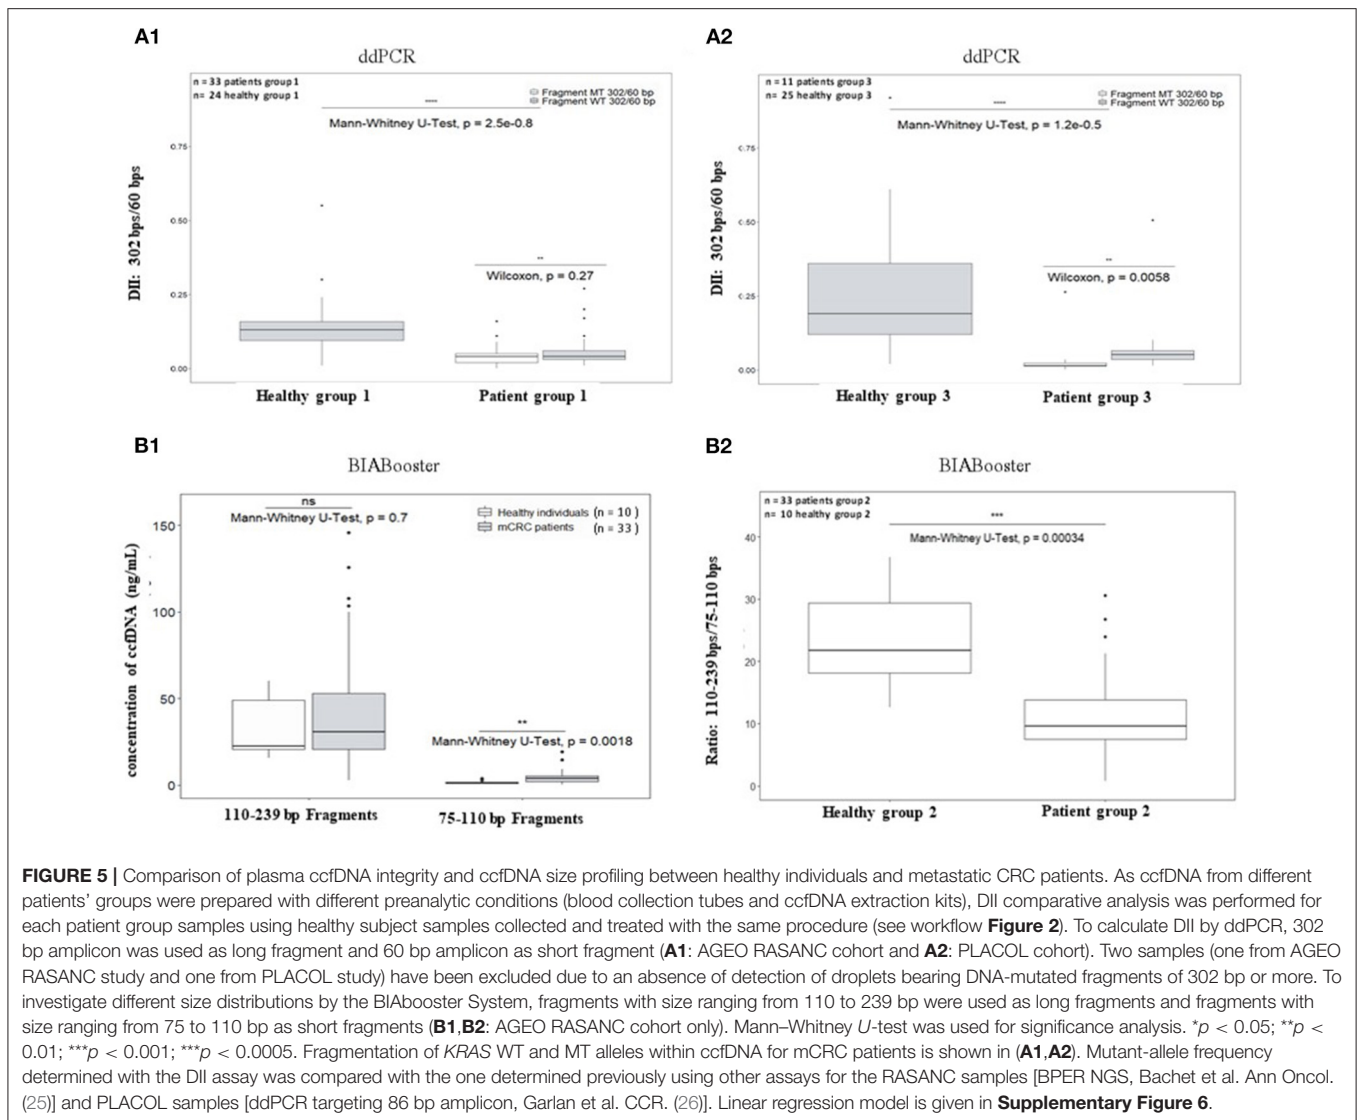 A1
ddPCR
n = 33 patients group 1
n= 24 healthy group 1
Fragment MT 302/60 bp
Fragment WT 302/60 bp
****
Mann-Whitney U-Test, p = 2.5e-0.8
DII: 302 bps/60 bps
0.75
0.50
0.25
0.00
**
Wilcoxon, p = 0.27
Healthy group 1
Patient group 1
A2
ddPCR
n = 11 patients group 3
n= 25 healthy group 3
Fragment MT 302/60 bp
Fragment WT 302/60 bp
****
Mann-Whitney U-Test, p = 1.2e-0.5
DII: 302 bps/60 bps
0.75
0.50
0.25
0.00
**
Wilcoxon, p = 0.0058
Healthy group 3
Patient group 3
B1
BIABooster
ns
Mann-Whitney U-Test, p = 0.7
Healthy individuals (n = 10 )
mCRC patients (n = 33 )
concentration of ccfDNA (ng/mL)
150
100
50
0
**
Mann-Whitney U-Test, p = 0.0018
110-239 bp Fragments
75-110 bp Fragments
B2
BIABooster
n = 33 patients group 2
n= 10 healthy group 2
***
Mann-Whitney U-Test, p = 0.00034
Ratio: 110-239 bps/75-110 bps
40
30
20
10
0
Healthy group 2
Patient group 2
FIGURE 5 | Comparison of plasma ccfDNA integrity and ccfDNA size profiling between healthy individuals and metastatic CRC patients. As ccfDNA from different
patients' groups were prepared with different preanalytic conditions (blood collection tubes and ccfDNA extraction kits), DII comparative analysis was performed for
each patient group samples using healthy subject samples collected and treated with the same procedure (see workflow Figure 2). To calculate DII by ddPCR, 302
bp amplicon was used as long fragment and 60 bp amplicon as short fragment (A1: AGEO RASANC cohort and A2: PLACOL cohort). Two samples (one from AGEO
RASANC study and one from PLACOL study) have been excluded due to an absence of detection of droplets bearing DNA-mutated fragments of 302 bp or more. To
investigate different size distributions by the BIAbooster System, fragments with size ranging from 110 to 239 bp were used as long fragments and fragments with
size ranging from 75 to 110 bp as short fragments (B1,B2: AGEO RASANC cohort only). Mann–Whitney U-test was used for significance analysis. *p < 0.05; **p <
0.01; ***p < 0.001; ***p < 0.0005. Fragmentation of KRAS WT and MT alleles within ccfDNA for mCRC patients is shown in (A1,A2). Mutant-allele frequency
determined with the DII assay was compared with the one determined previously using other assays for the RASANC samples [BPER NGS, Bachet et al. Ann Oncol.
(25)] and PLACOL samples [ddPCR targeting 86 bp amplicon, Garlan et al. CCR. (26)]. Linear regression model is given in Supplementary Figure 6.